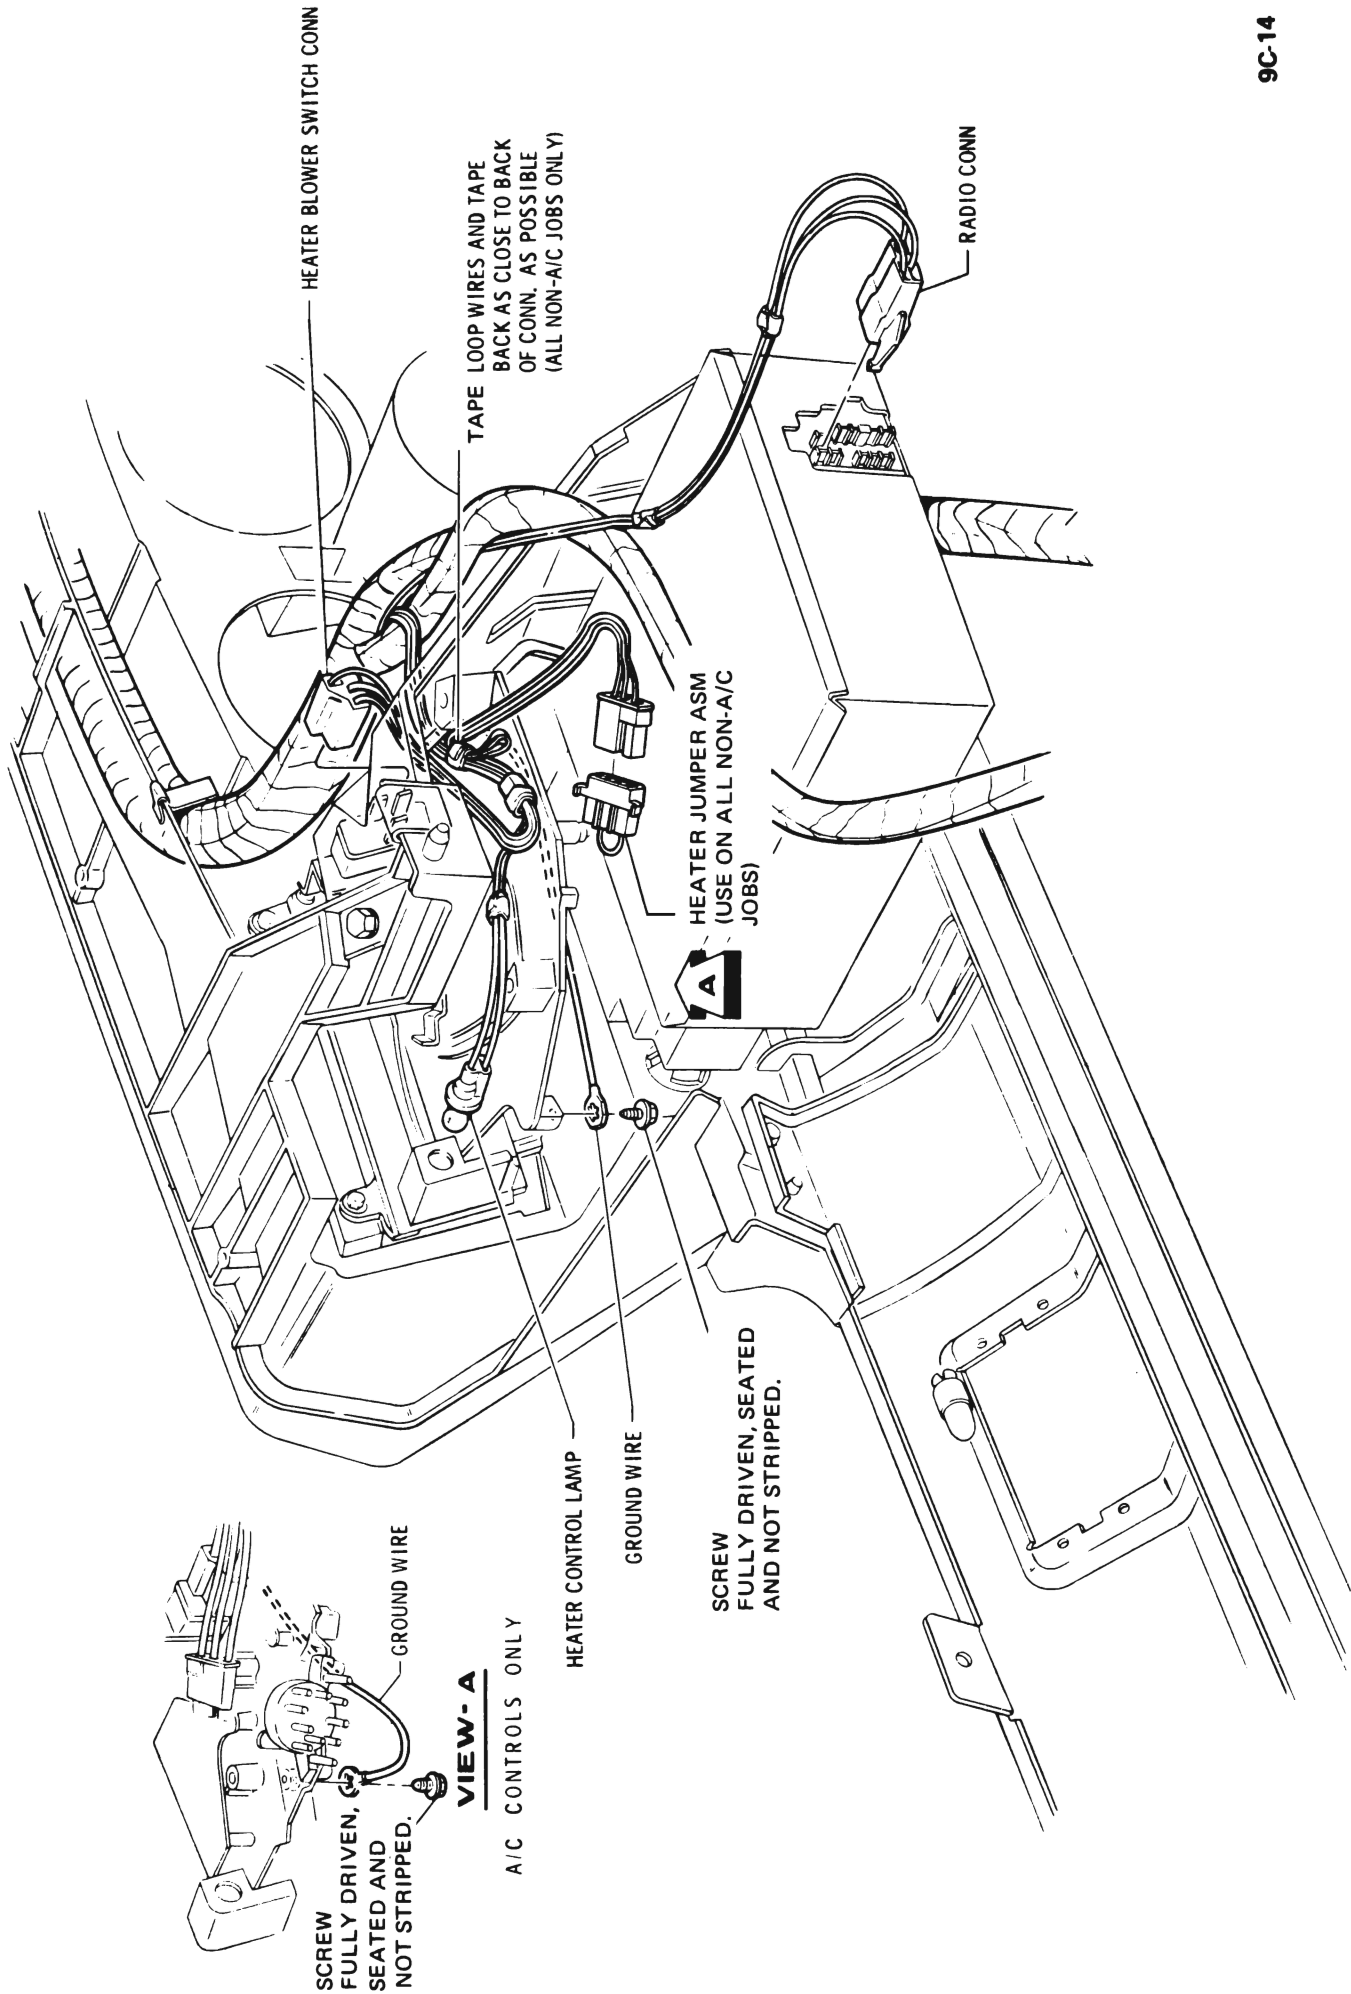 HEATER BLOWER SWITCH CONN
TAPE LOOP WIRES AND TAPE
BACK AS CLOSE TO BACK
OF CONN. AS POSSIBLE
(ALL NON-A/C JOBS ONLY)
RADIO CONN
HEATER JUMPER ASM
(USE ON ALL NON-A/C
JOBS)
A
HEATER CONTROL LAMP
GROUND WIRE
SCREW
FULLY DRIVEN, SEATED
AND NOT STRIPPED.
GROUND WIRE
SCREW
FULLY DRIVEN,
SEATED AND
NOT STRIPPED.
VIEW-A
A/C CONTROLS ONLY
9C-14